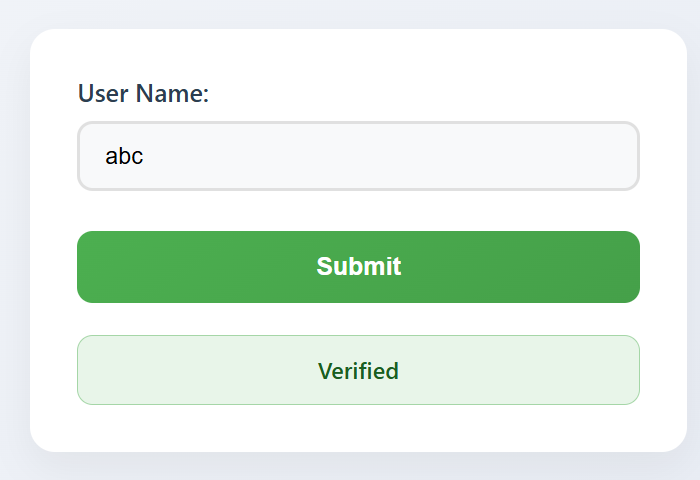 User Name:
abc
Submit
Verified